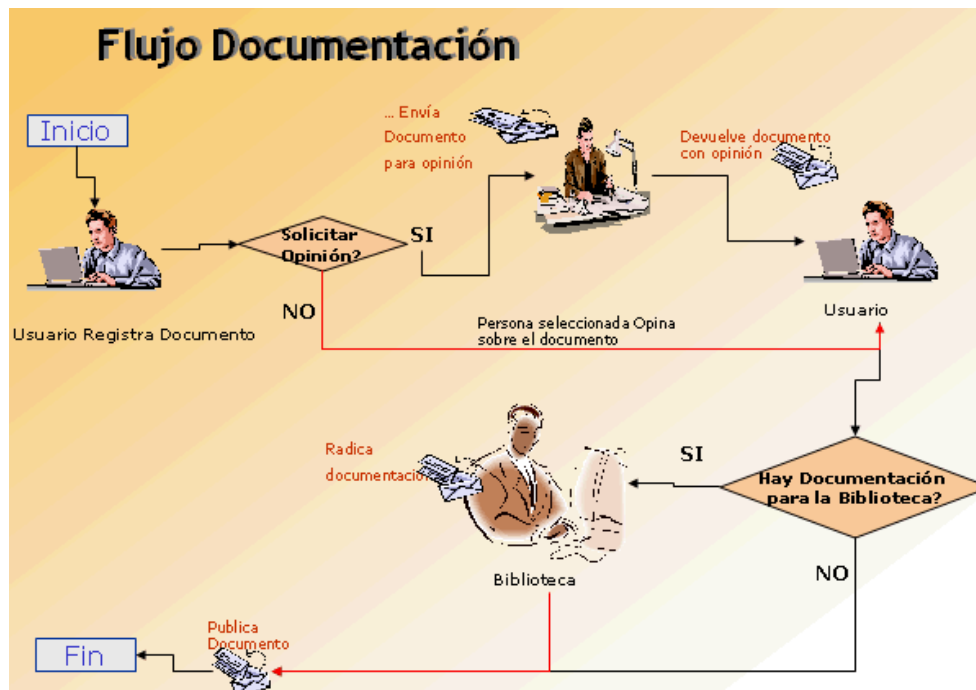 Flujo Documentación
Inicio
... Envía
Documento
para opinión
Devuelve documento
con opinión
Solicitar
Opinión?
SI
NO
Usuario Registra Documento
Usuario
Persona seleccionada Opina
sobre el documento
Radica
documentación
SI
Hay Documentación
para la Biblioteca?
NO
Biblioteca
Publica
Documento
Fin